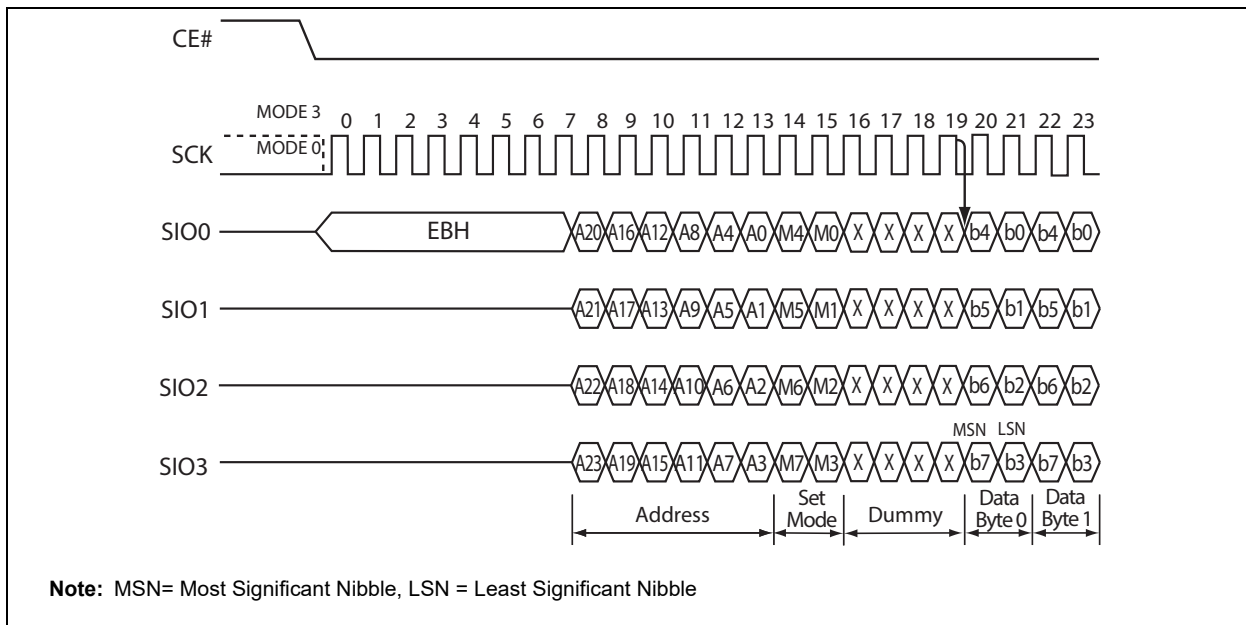 CE#
MODE 3
0 1 2 3 4 5 6 7 8 9 10 11 12 13 14 15 16 17 18 19 20 21 22 23
SCK MODE 0
SIO0 EBH A20 A16 A12 A8 A4 A0 M4 M0 X X X X b4 b0 b4 b0
SIO1 A21 A17 A13 A9 A5 A1 M5 M1 X X X X b5 b1 b5 b1
SIO2 A22 A18 A14 A10 A6 A2 M6 M2 X X X X b6 b2 b6 b2
MSN LSN
SIO3 A23 A19 A15 A11 A7 A3 M7 M3 X X X X b7 b3 b7 b3
Address Set Mode Dummy Data Byte 0 Data Byte 1
Note: MSN= Most Significant Nibble, LSN = Least Significant Nibble